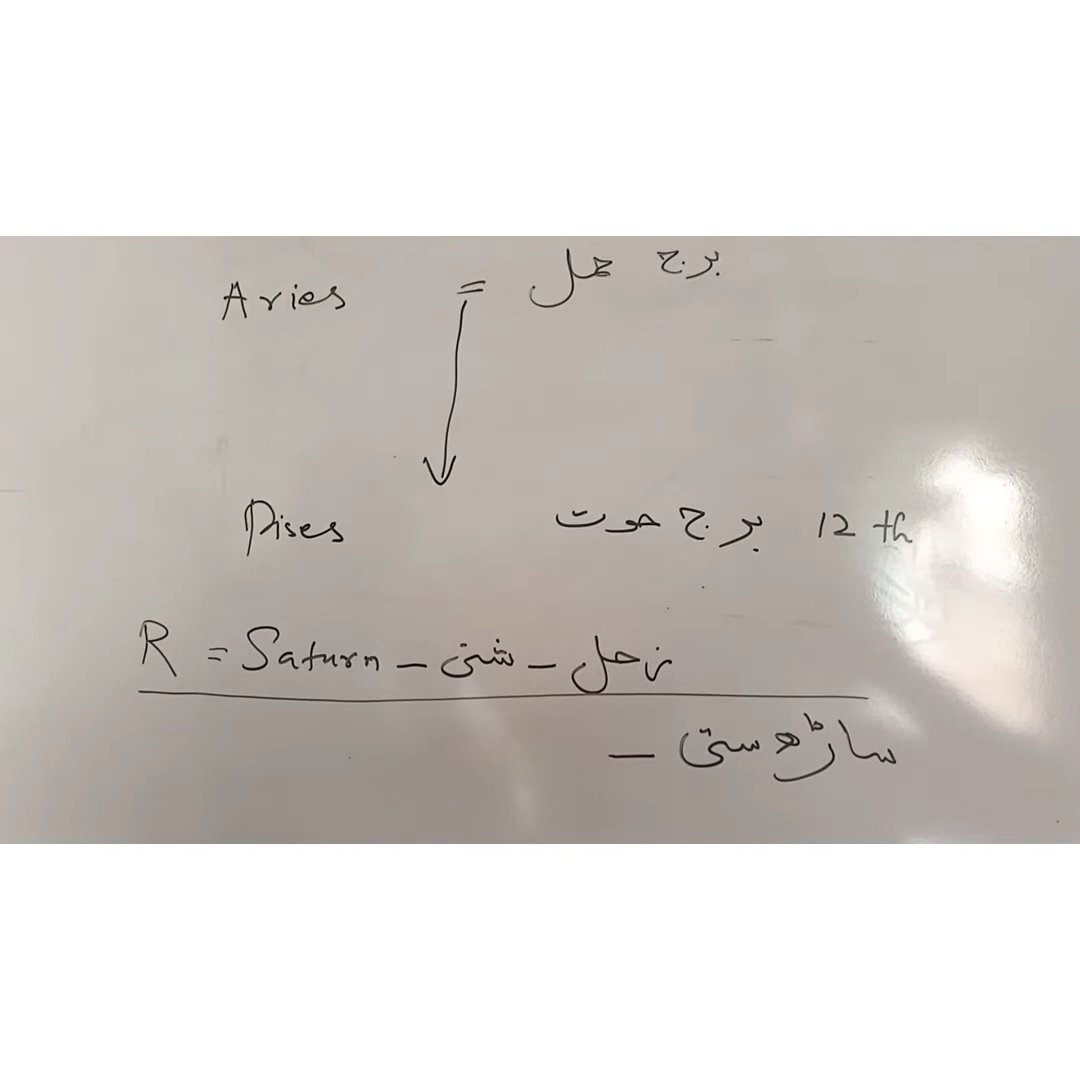 Aries = برج حمل
Pises برج حوت 12 th
R = Saturn – شنی – زحل
ساڑھ ستی –